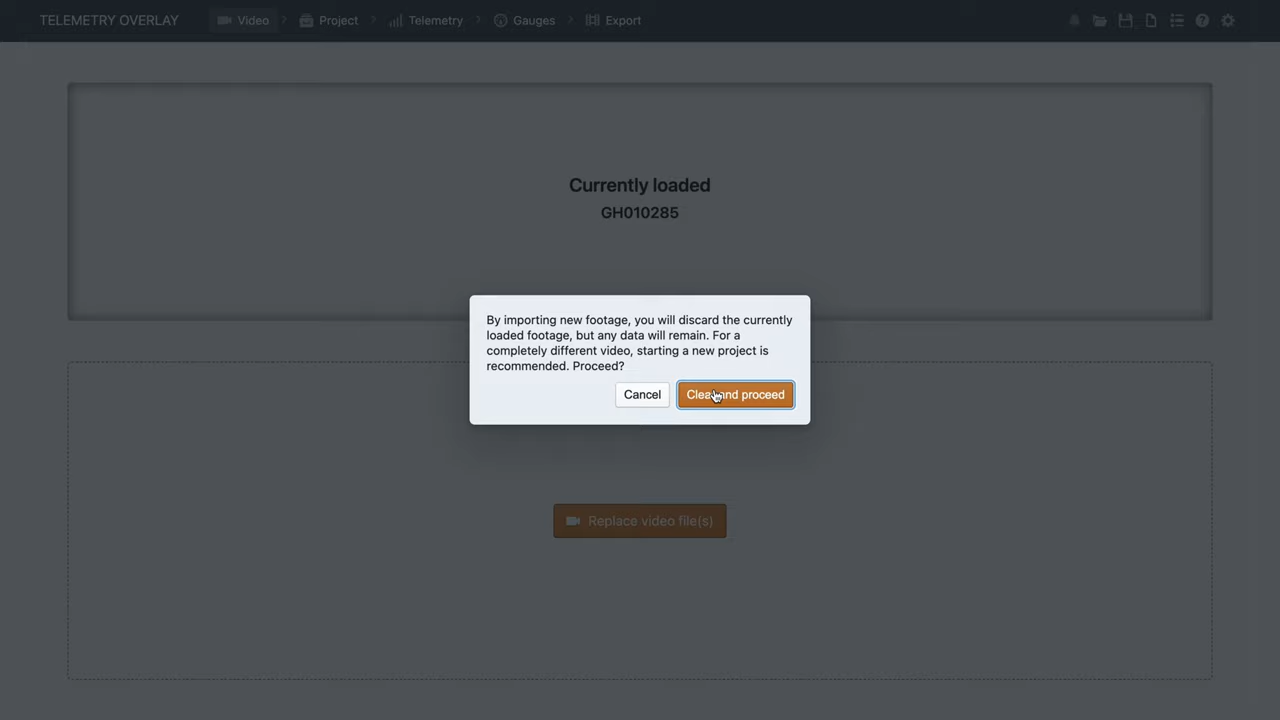 TELEMETRY OVERLAY Video Project Telemetry Gauges Export
Currently loaded
GH010285
By importing new footage, you will discard the currently
loaded footage, but any data will remain. For a
completely different video, starting a new project is
recommended. Proceed?
Cancel Clear and proceed
Replace video file(s)